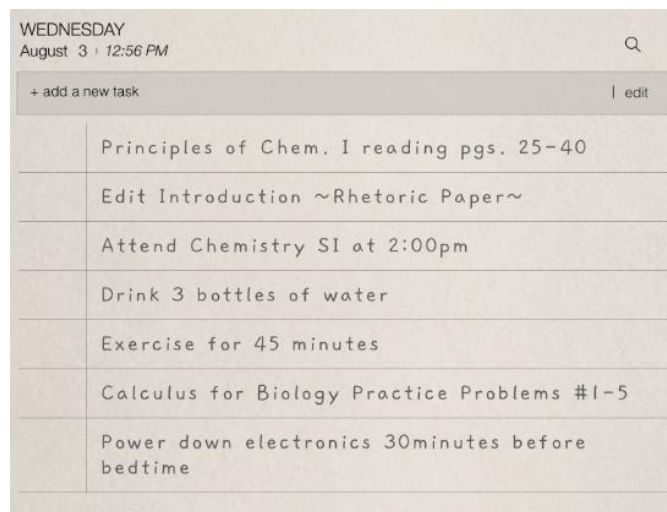 WEDNESDAY
August 3 | 12:56 PM
+ add a new task | edit
Principles of Chem. I reading pgs. 25-40
Edit Introduction ~Rhetoric Paper~
Attend Chemistry SI at 2:00pm
Drink 3 bottles of water
Exercise for 45 minutes
Calculus for Biology Practice Problems #1-5
Power down electronics 30minutes before
bedtime